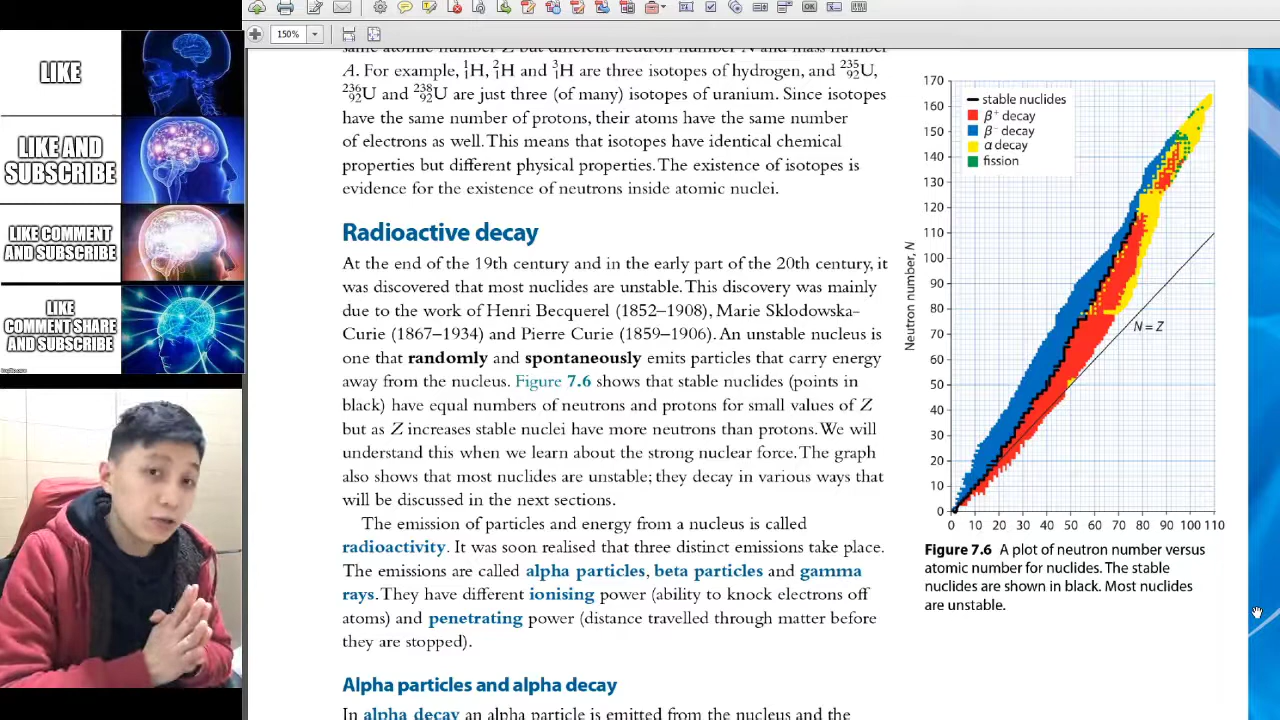 LIKE
LIKE AND
SUBSCRIBE
LIKE COMMENT
AND SUBSCRIBE
LIKE
COMMENT SHARE
AND SUBSCRIBE
150%
same atomic number Z but different neutron number N and mass number
A. For example, ¹₁H, ²₁H and ³₁H are three isotopes of hydrogen, and ²³⁵₉₂U,
²³⁶₉₂U and ²³⁸₉₂U are just three (of many) isotopes of uranium. Since isotopes
have the same number of protons, their atoms have the same number
of electrons as well. This means that isotopes have identical chemical
properties but different physical properties. The existence of isotopes is
evidence for the existence of neutrons inside atomic nuclei.
Radioactive decay
At the end of the 19th century and in the early part of the 20th century, it
was discovered that most nuclides are unstable. This discovery was mainly
due to the work of Henri Becquerel (1852–1908), Marie Sklodowska-
Curie (1867–1934) and Pierre Curie (1859–1906). An unstable nucleus is
one that randomly and spontaneously emits particles that carry energy
away from the nucleus. Figure 7.6 shows that stable nuclides (points in
black) have equal numbers of neutrons and protons for small values of Z
but as Z increases stable nuclei have more neutrons than protons. We will
understand this when we learn about the strong nuclear force. The graph
also shows that most nuclides are unstable; they decay in various ways that
will be discussed in the next sections.
The emission of particles and energy from a nucleus is called
radioactivity. It was soon realised that three distinct emissions take place.
The emissions are called alpha particles, beta particles and gamma
rays. They have different ionising power (ability to knock electrons off
atoms) and penetrating power (distance travelled through matter before
they are stopped).
Alpha particles and alpha decay
In alpha decay an alpha particle is emitted from the nucleus and the
170
160
150
140
130
120
110
100
90
80
70
60
50
40
30
20
10
0
Neutron number, N
stable nuclides
β⁺ decay
β⁻ decay
α decay
fission
N = Z
0 10 20 30 40 50 60 70 80 90 100 110
Figure 7.6 A plot of neutron number versus
atomic number for nuclides. The stable
nuclides are shown in black. Most nuclides
are unstable.